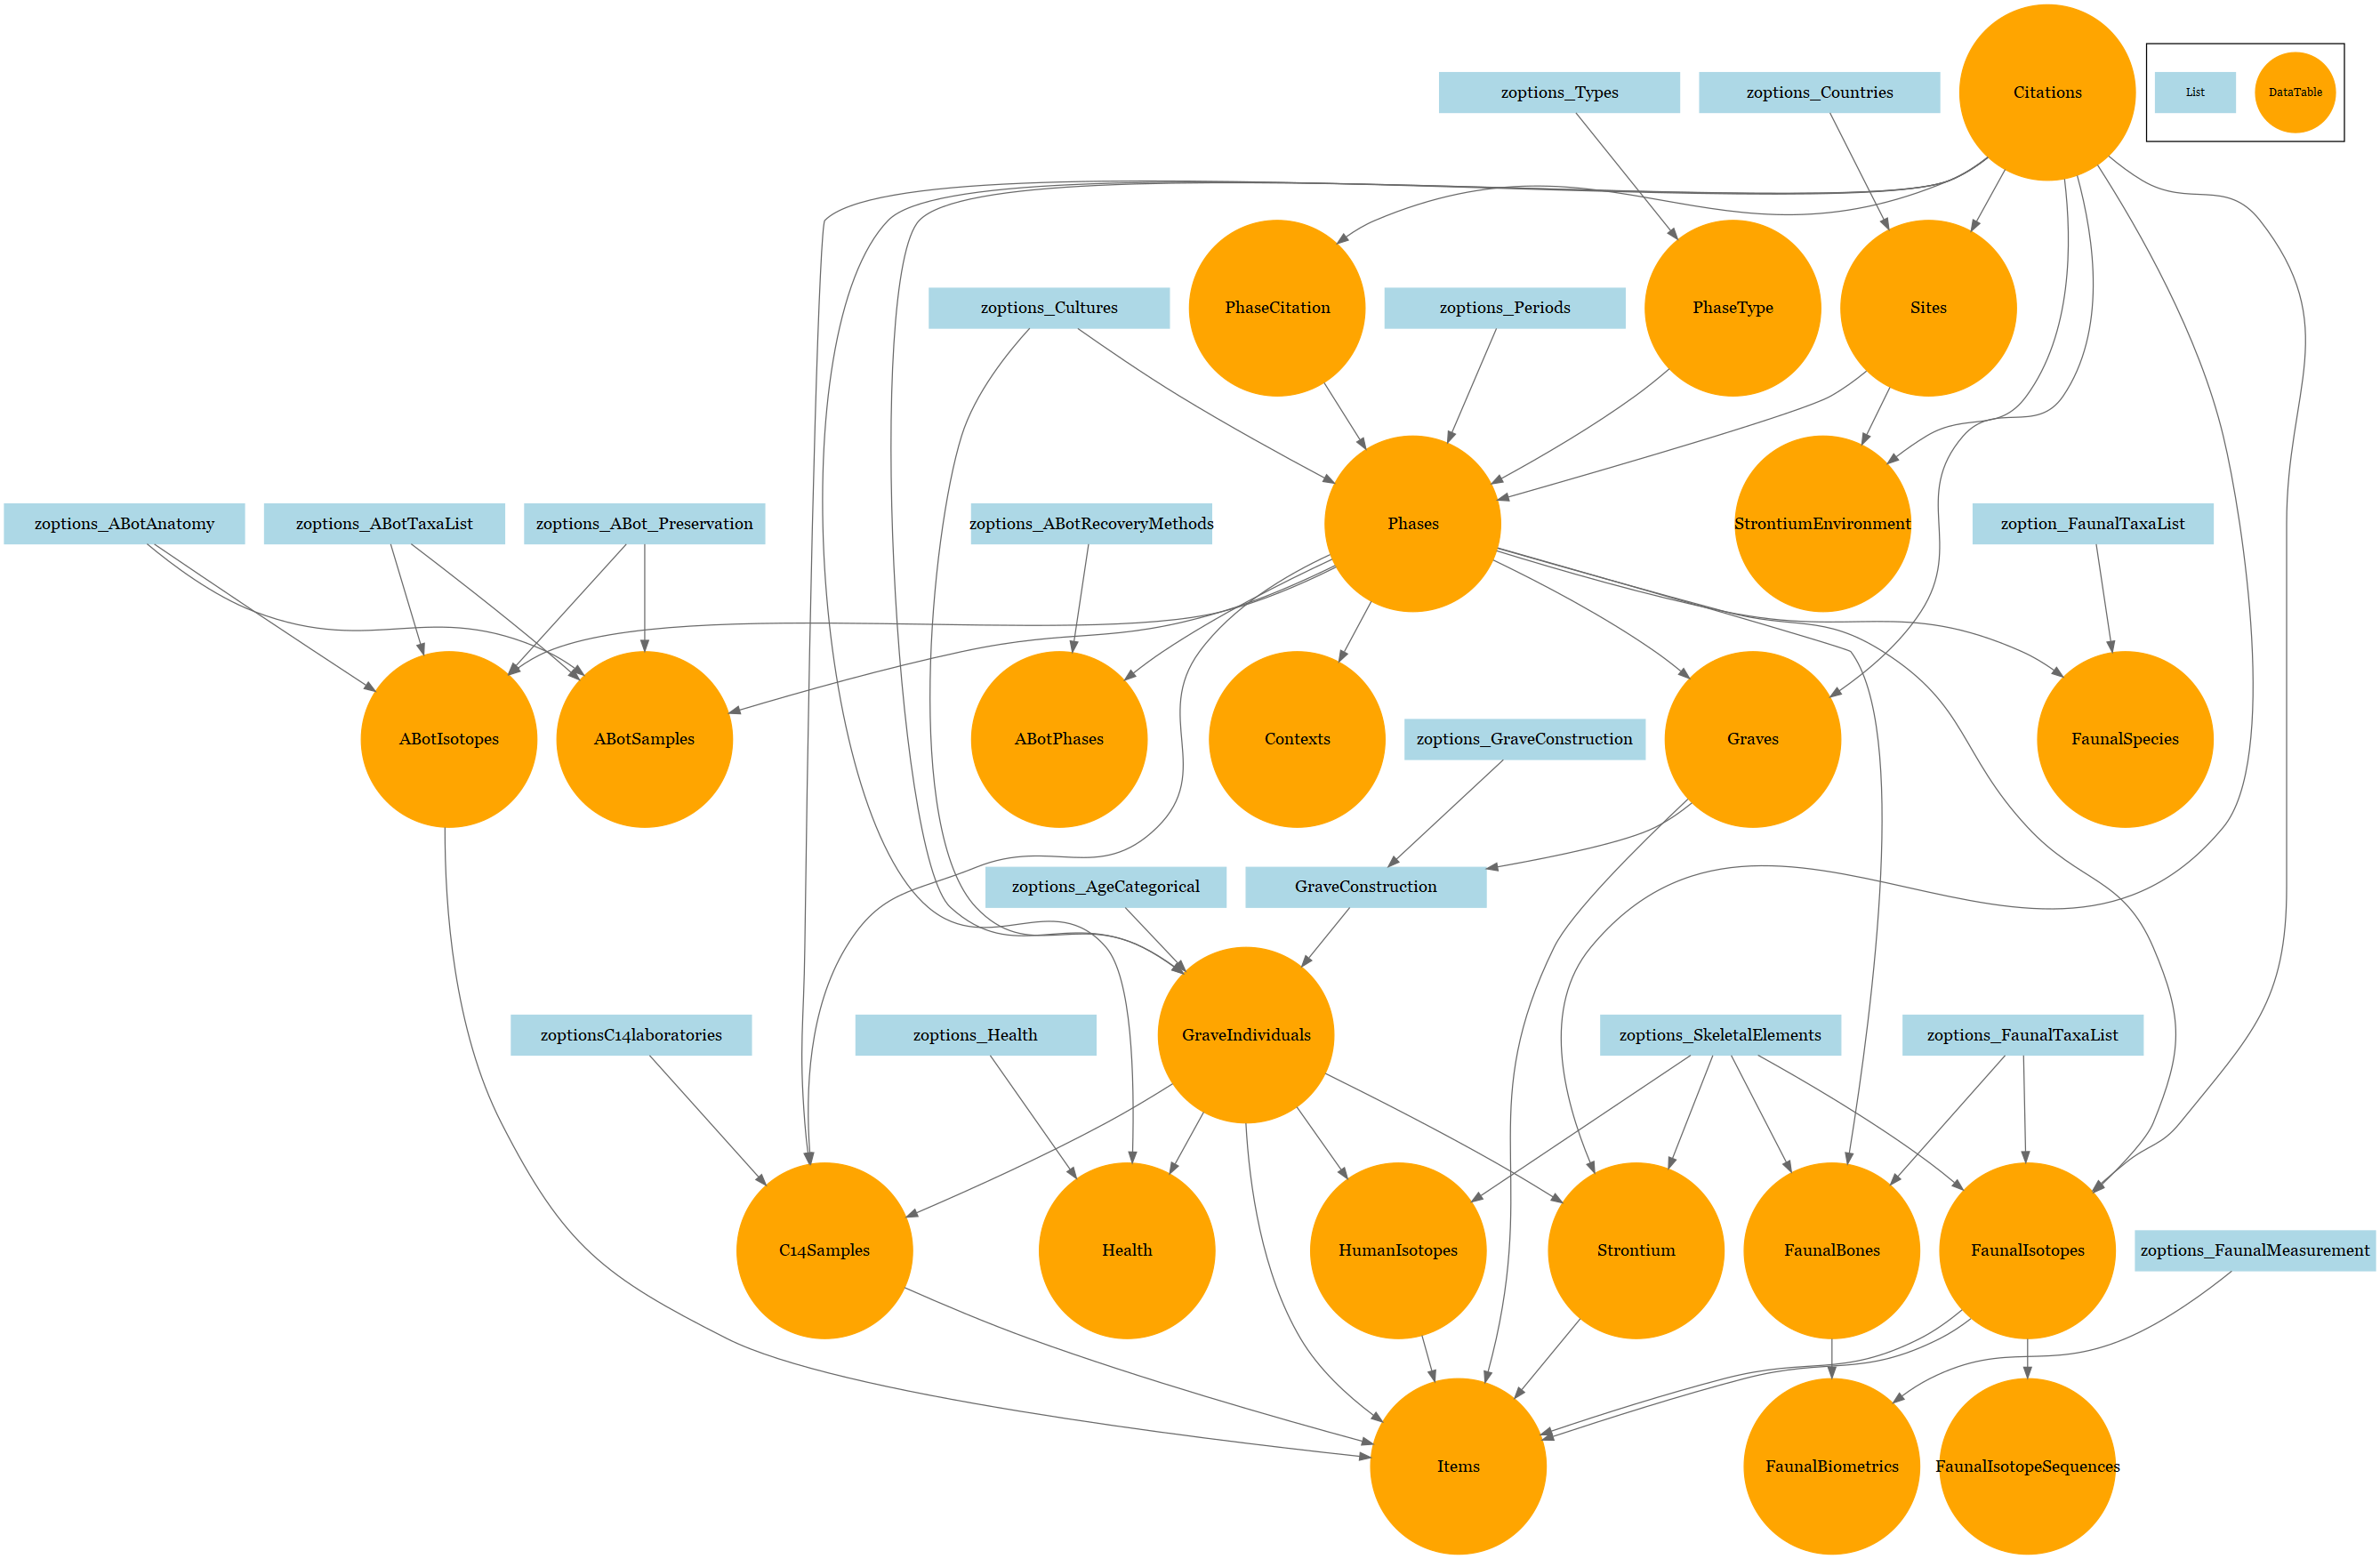 zoptions_Types
zoptions_Countries
Citations
List
DataTable
zoptions_Cultures
PhaseCitation
zoptions_Periods
PhaseType
Sites
zoptions_ABotAnatomy
zoptions_ABotTaxaList
zoptions_ABot_Preservation
zoptions_ABotRecoveryMethods
Phases
StrontiumEnvironment
zoption_FaunalTaxaList
ABotIsotopes
ABotSamples
ABotPhases
Contexts
zoptions_GraveConstruction
Graves
FaunalSpecies
zoptions_AgeCategorical
GraveConstruction
zoptionsC14laboratories
zoptions_Health
GraveIndividuals
zoptions_SkeletalElements
zoptions_FaunalTaxaList
C14Samples
Health
HumanIsotopes
Strontium
FaunalBones
FaunalIsotopes
zoptions_FaunalMeasurement
Items
FaunalBiometrics
FaunalIsotopeSequences